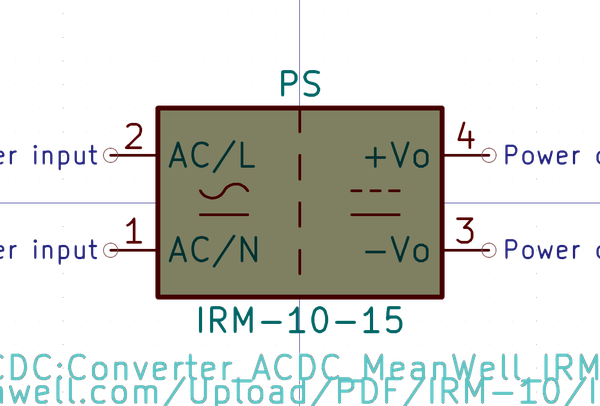 PS
2 AC/L +Vo 4
er input Power
1 AC/N -Vo 3
er input Power
IRM-10-15
CDC:Converter_ACDC_MeanWell_IRM
nwell.com/Upload/PDF/IRM-10/I